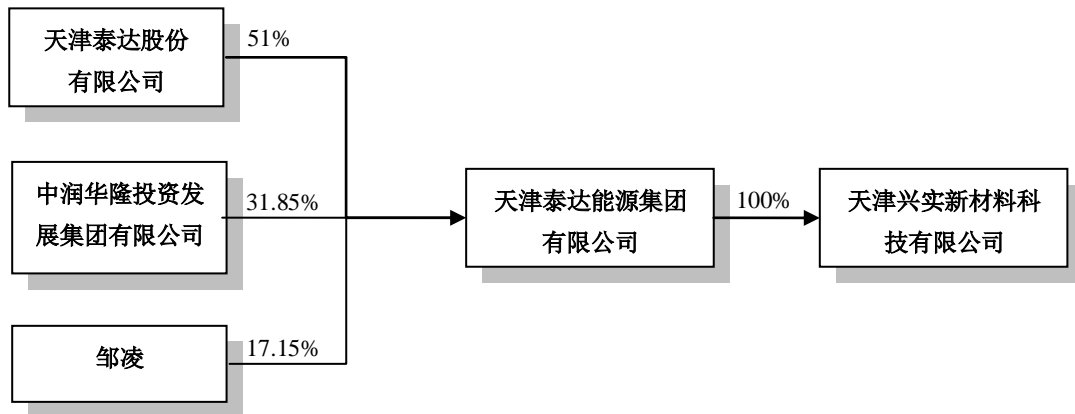 天津泰达股份
有限公司
51%
中润华隆投资发
展集团有限公司
31.85%
邹凌
17.15%
天津泰达能源集团
有限公司
100%
天津兴实新材料科
技有限公司